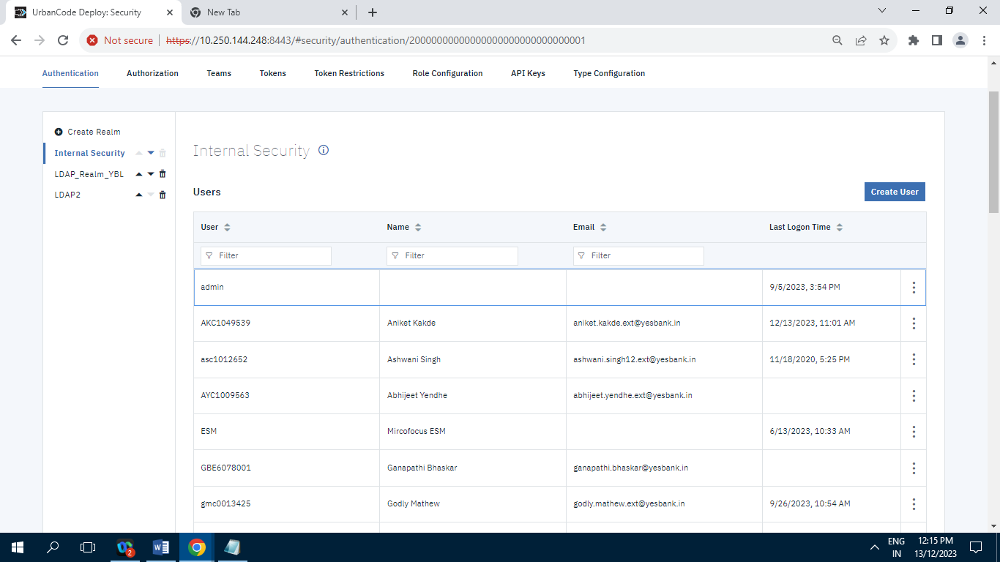 UrbanCode Deploy: Security
New Tab
Not secure https://10.250.144.248:8443/#security/authentication/20000000000000000000000000000001
Authentication Authorization Teams Tokens Token Restrictions Role Configuration API Keys Type Configuration
Create Realm
Internal Security
LDAP_Realm_YBL
LDAP2
Internal Security
Users
Create User
User Name Email Last Logon Time
Filter Filter Filter
admin 9/5/2023, 3:54 PM
AKC1049539 Aniket Kakde aniket.kakde.ext@yesbank.in 12/13/2023, 11:01 AM
asc1012652 Ashwani Singh ashwani.singh12.ext@yesbank.in 11/18/2020, 5:25 PM
AYC1009563 Abhijeet Yendhe abhijeet.yendhe.ext@yesbank.in
ESM Mircofocus ESM 6/13/2023, 10:33 AM
GBE6078001 Ganapathi Bhaskar ganapathi.bhaskar@yesbank.in
gmc0013425 Godly Mathew godly.mathew.ext@yesbank.in 9/26/2023, 10:54 AM
2
ENG
IN
12:15 PM
13/12/2023